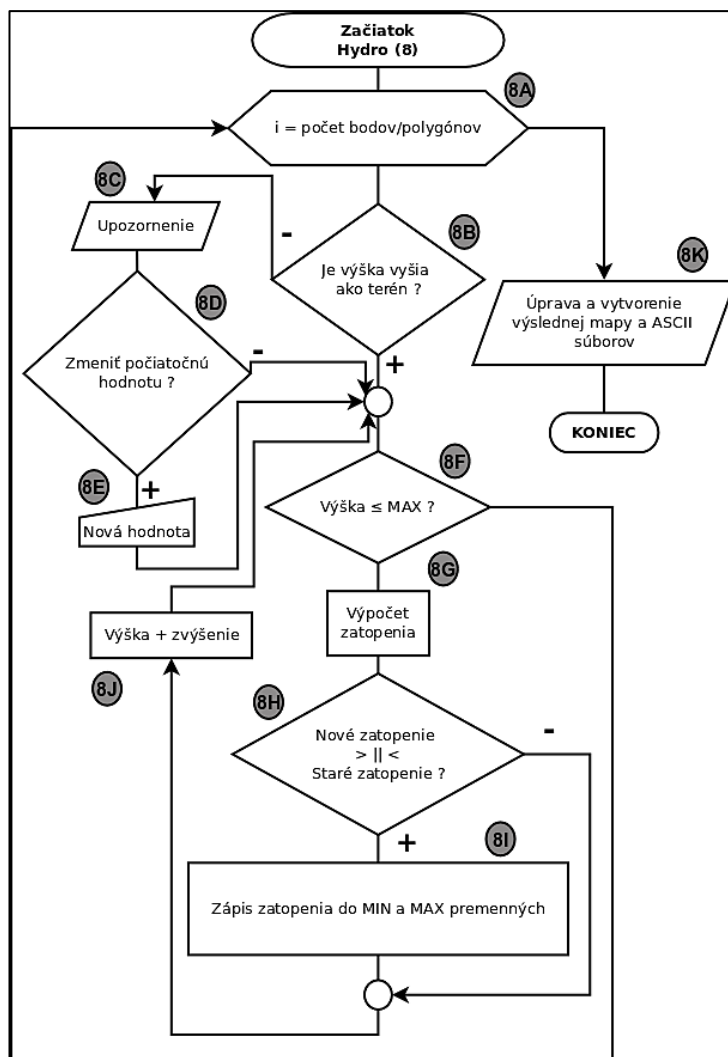 Začiatok
Hydro (8)
8A
i = počet bodov/polygónov
8C
Upozornenie
-
8B
Je výška vyšia
ako terén ?
8K
Úprava a vytvorenie
výslednej mapy a ASCII
súborov
8D
Zmeniť počiatočnú
hodnotu ?
-
+
KONIEC
8E
+
Nová hodnota
8F
Výška ≤ MAX ?
8G
Výpočet
zatopenia
Výška + zvýšenie
8J
8H
Nové zatopenie
> || <
Staré zatopenie ?
-
+
8I
Zápis zatopenia do MIN a MAX premenných